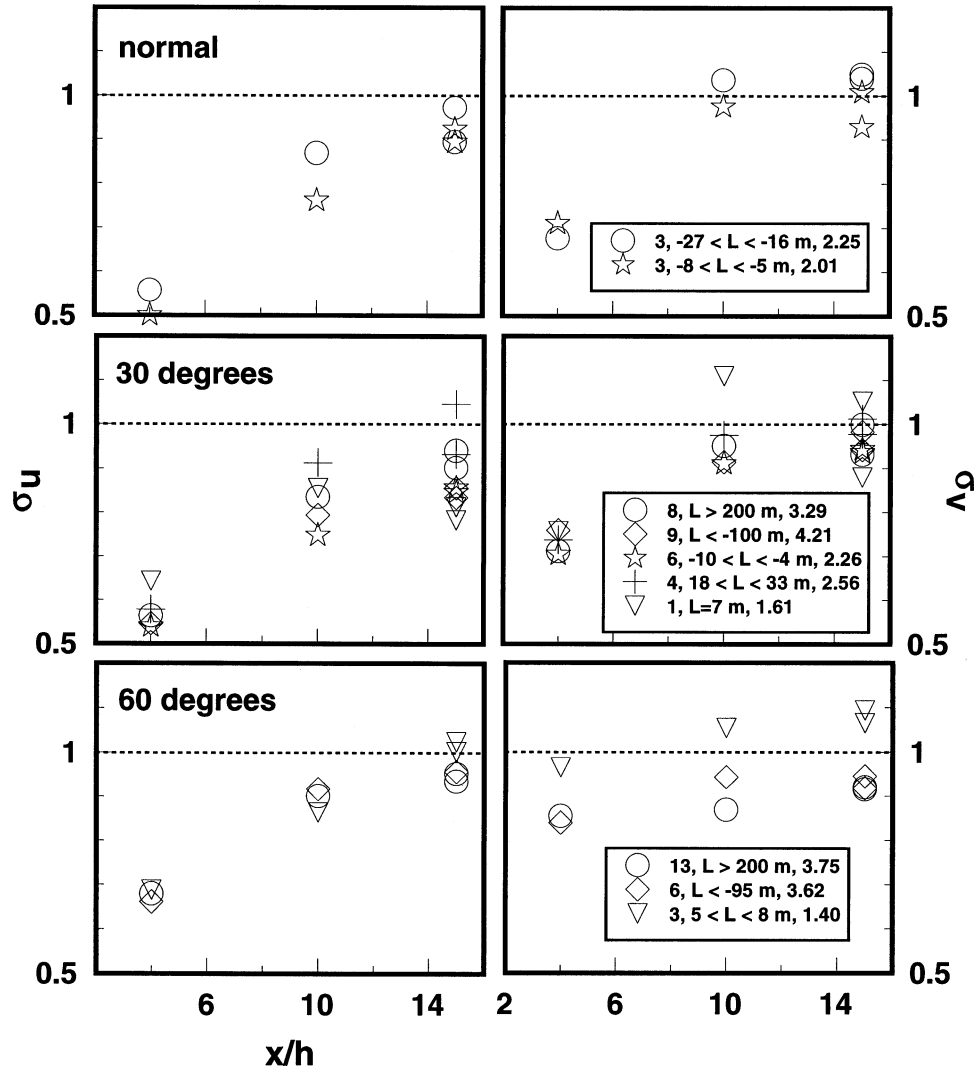 normal
1
1
3, -27 < L < -16 m, 2.25
3, -8 < L < -5 m, 2.01
0.5
0.5
30 degrees
1
1
σu
σv
8, L > 200 m, 3.29
9, L < -100 m, 4.21
6, -10 < L < -4 m, 2.26
4, 18 < L < 33 m, 2.56
1, L=7 m, 1.61
0.5
0.5
60 degrees
1
1
13, L > 200 m, 3.75
6, L < -95 m, 3.62
3, 5 < L < 8 m, 1.40
0.5
0.5
6 10 14 2 6 10 14
x/h